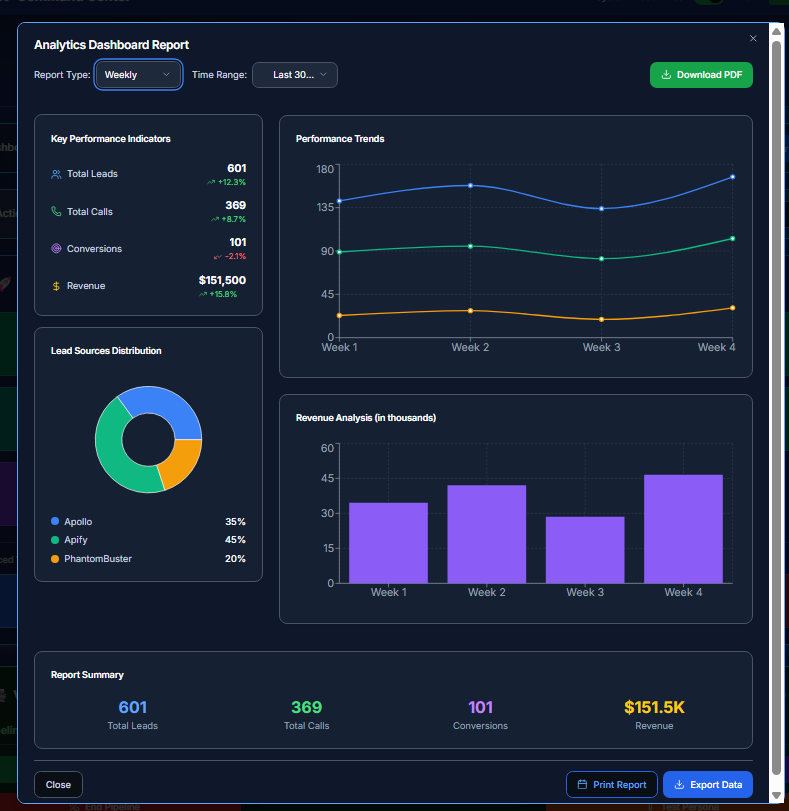 Analytics Dashboard Report
Report Type: Weekly Time Range: Last 30... Download PDF
Key Performance Indicators
Total Leads 601
+12.3%
Total Calls 369
+8.7%
Conversions 101
-2.1%
Revenue $151,500
+15.8%
Performance Trends
180
135
90
45
0
Week 1 Week 2 Week 3 Week 4
Lead Sources Distribution
Apollo 35%
Apify 45%
PhantomBuster 20%
Revenue Analysis (in thousands)
60
45
30
15
0
Week 1 Week 2 Week 3 Week 4
Report Summary
601 369 101 $151.5K
Total Leads Total Calls Conversions Revenue
Close Print Report Export Data
End Pipeline Test Persona